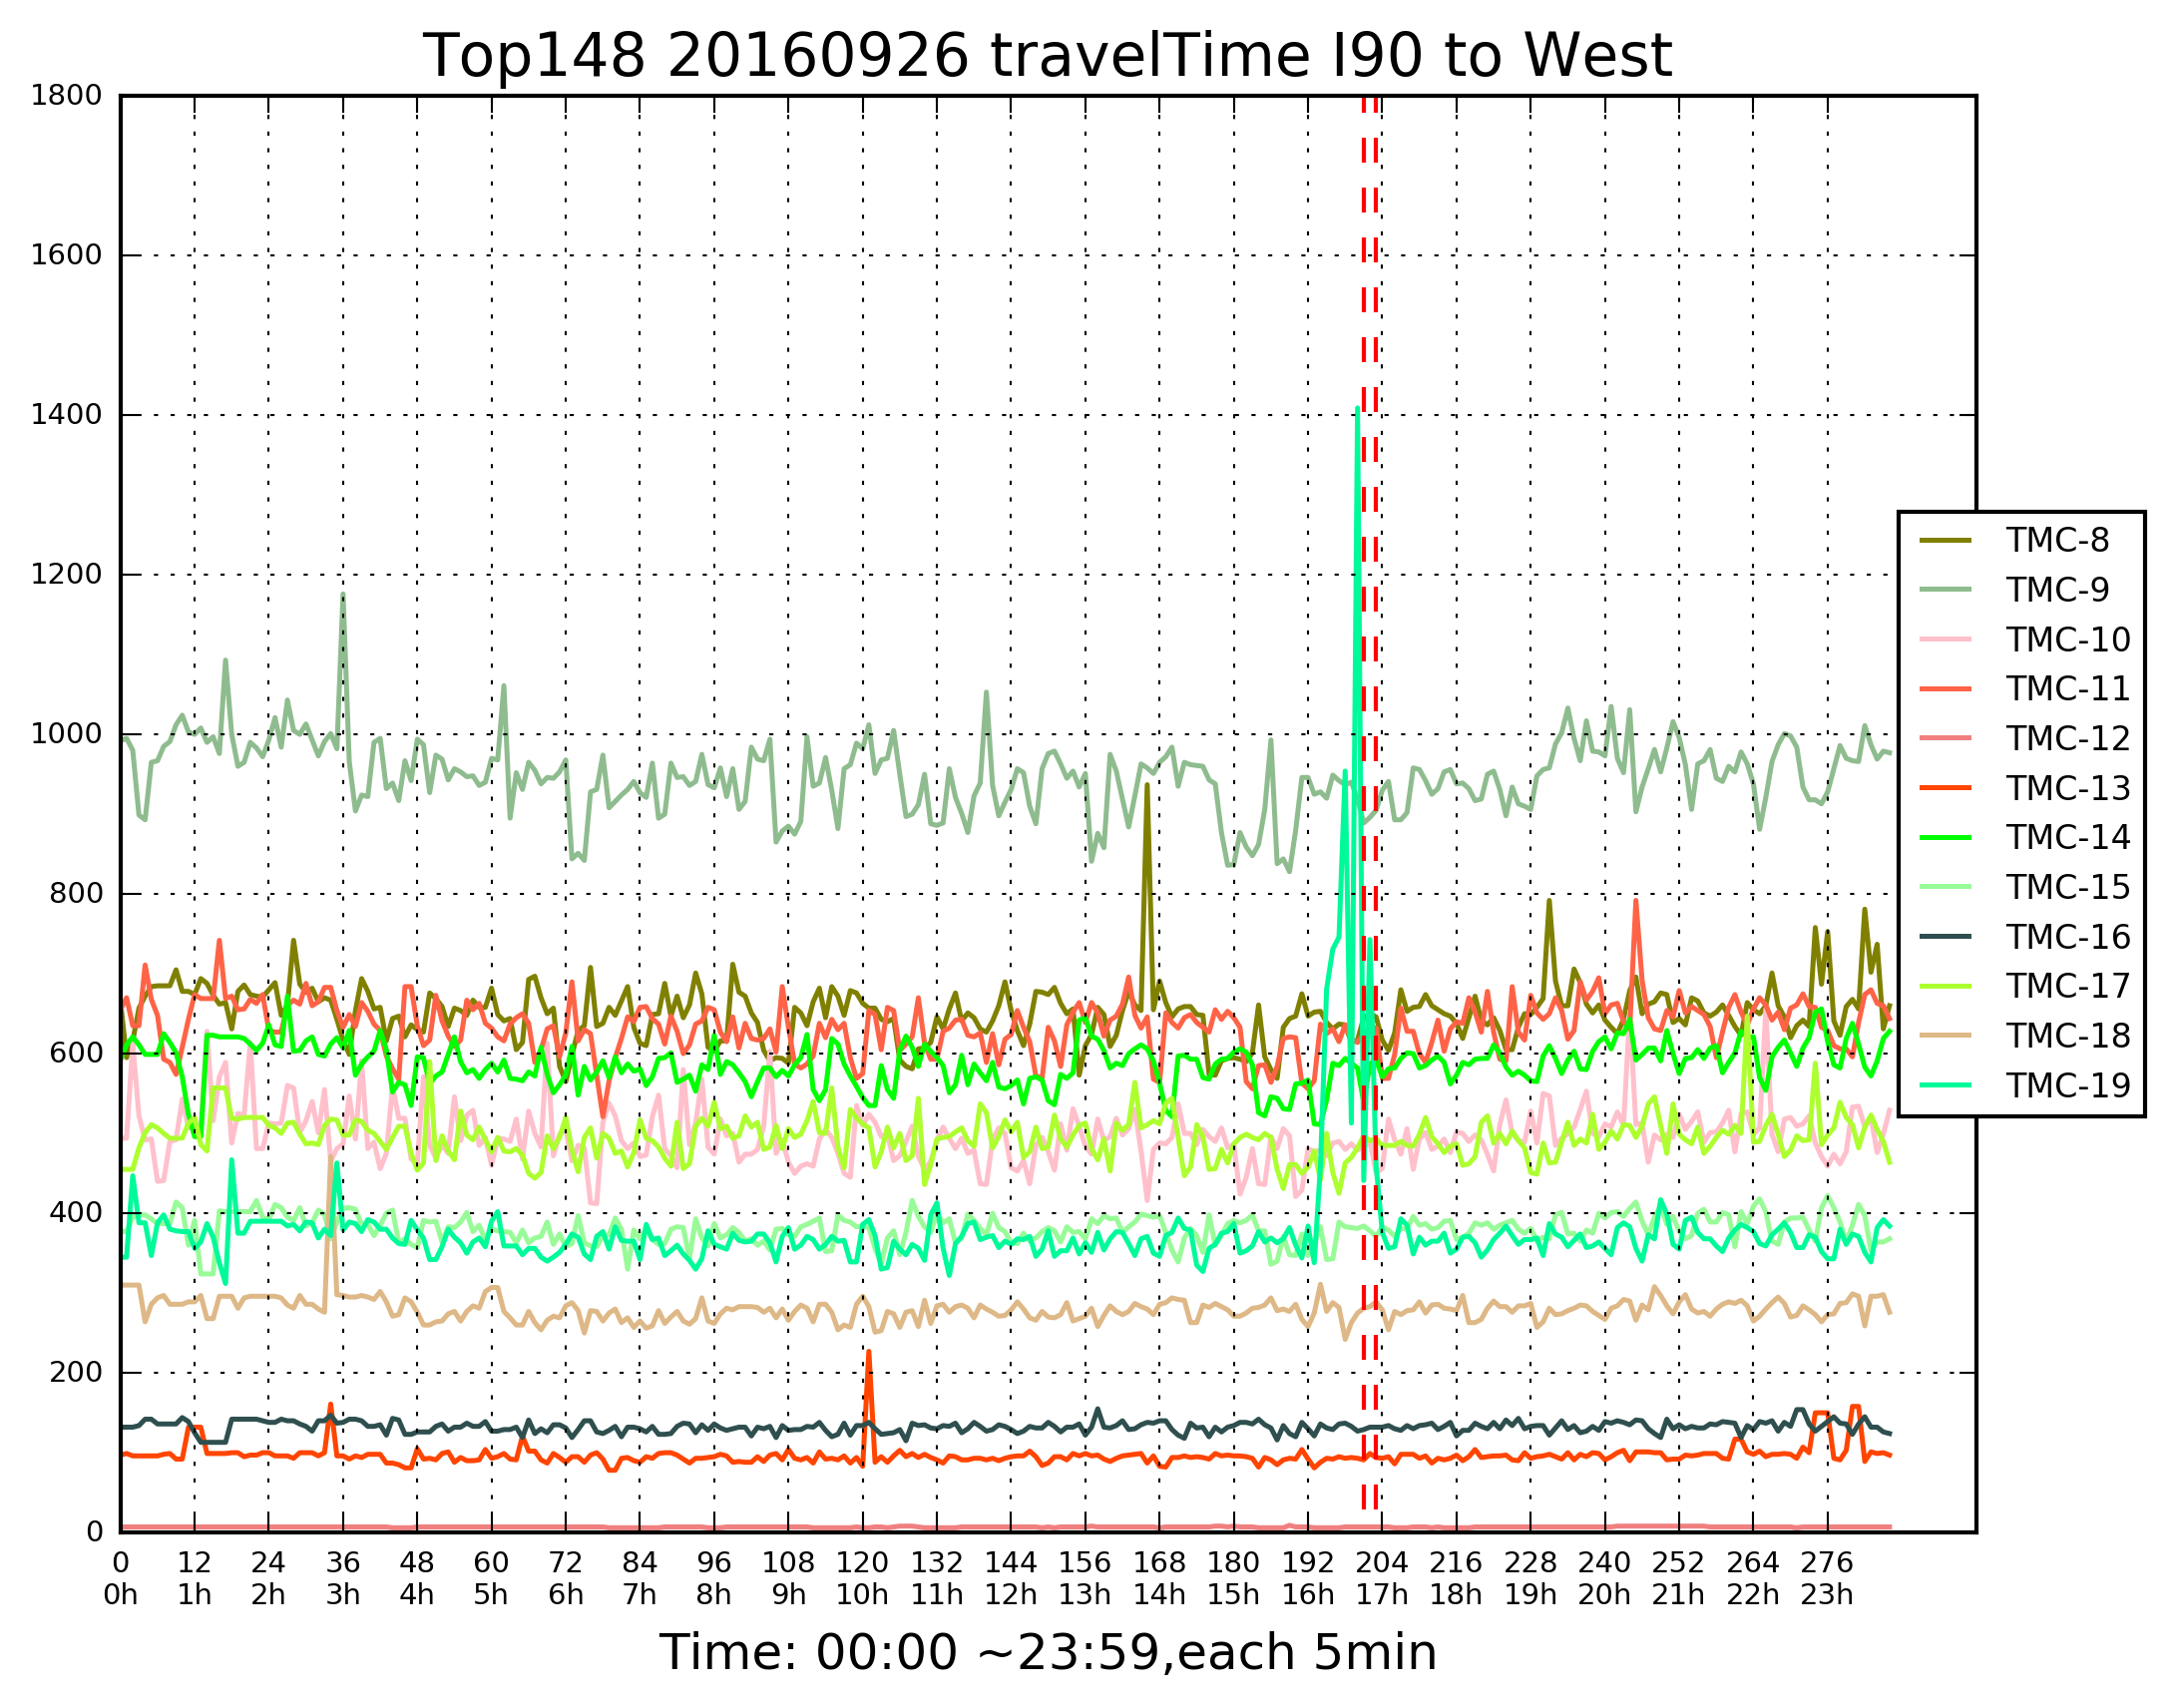 Top148 20160926 travelTime I90 to West
1800
1600
1400
1200
1000
800
600
400
200
0
TMC-8
TMC-9
TMC-10
TMC-11
TMC-12
TMC-13
TMC-14
TMC-15
TMC-16
TMC-17
TMC-18
TMC-19
0 12 24 36 48 60 72 84 96 108 120 132 144 156 168 180 192 204 216 228 240 252 264 276
0h 1h 2h 3h 4h 5h 6h 7h 8h 9h 10h 11h 12h 13h 14h 15h 16h 17h 18h 19h 20h 21h 22h 23h
Time: 00:00 ~23:59,each 5min